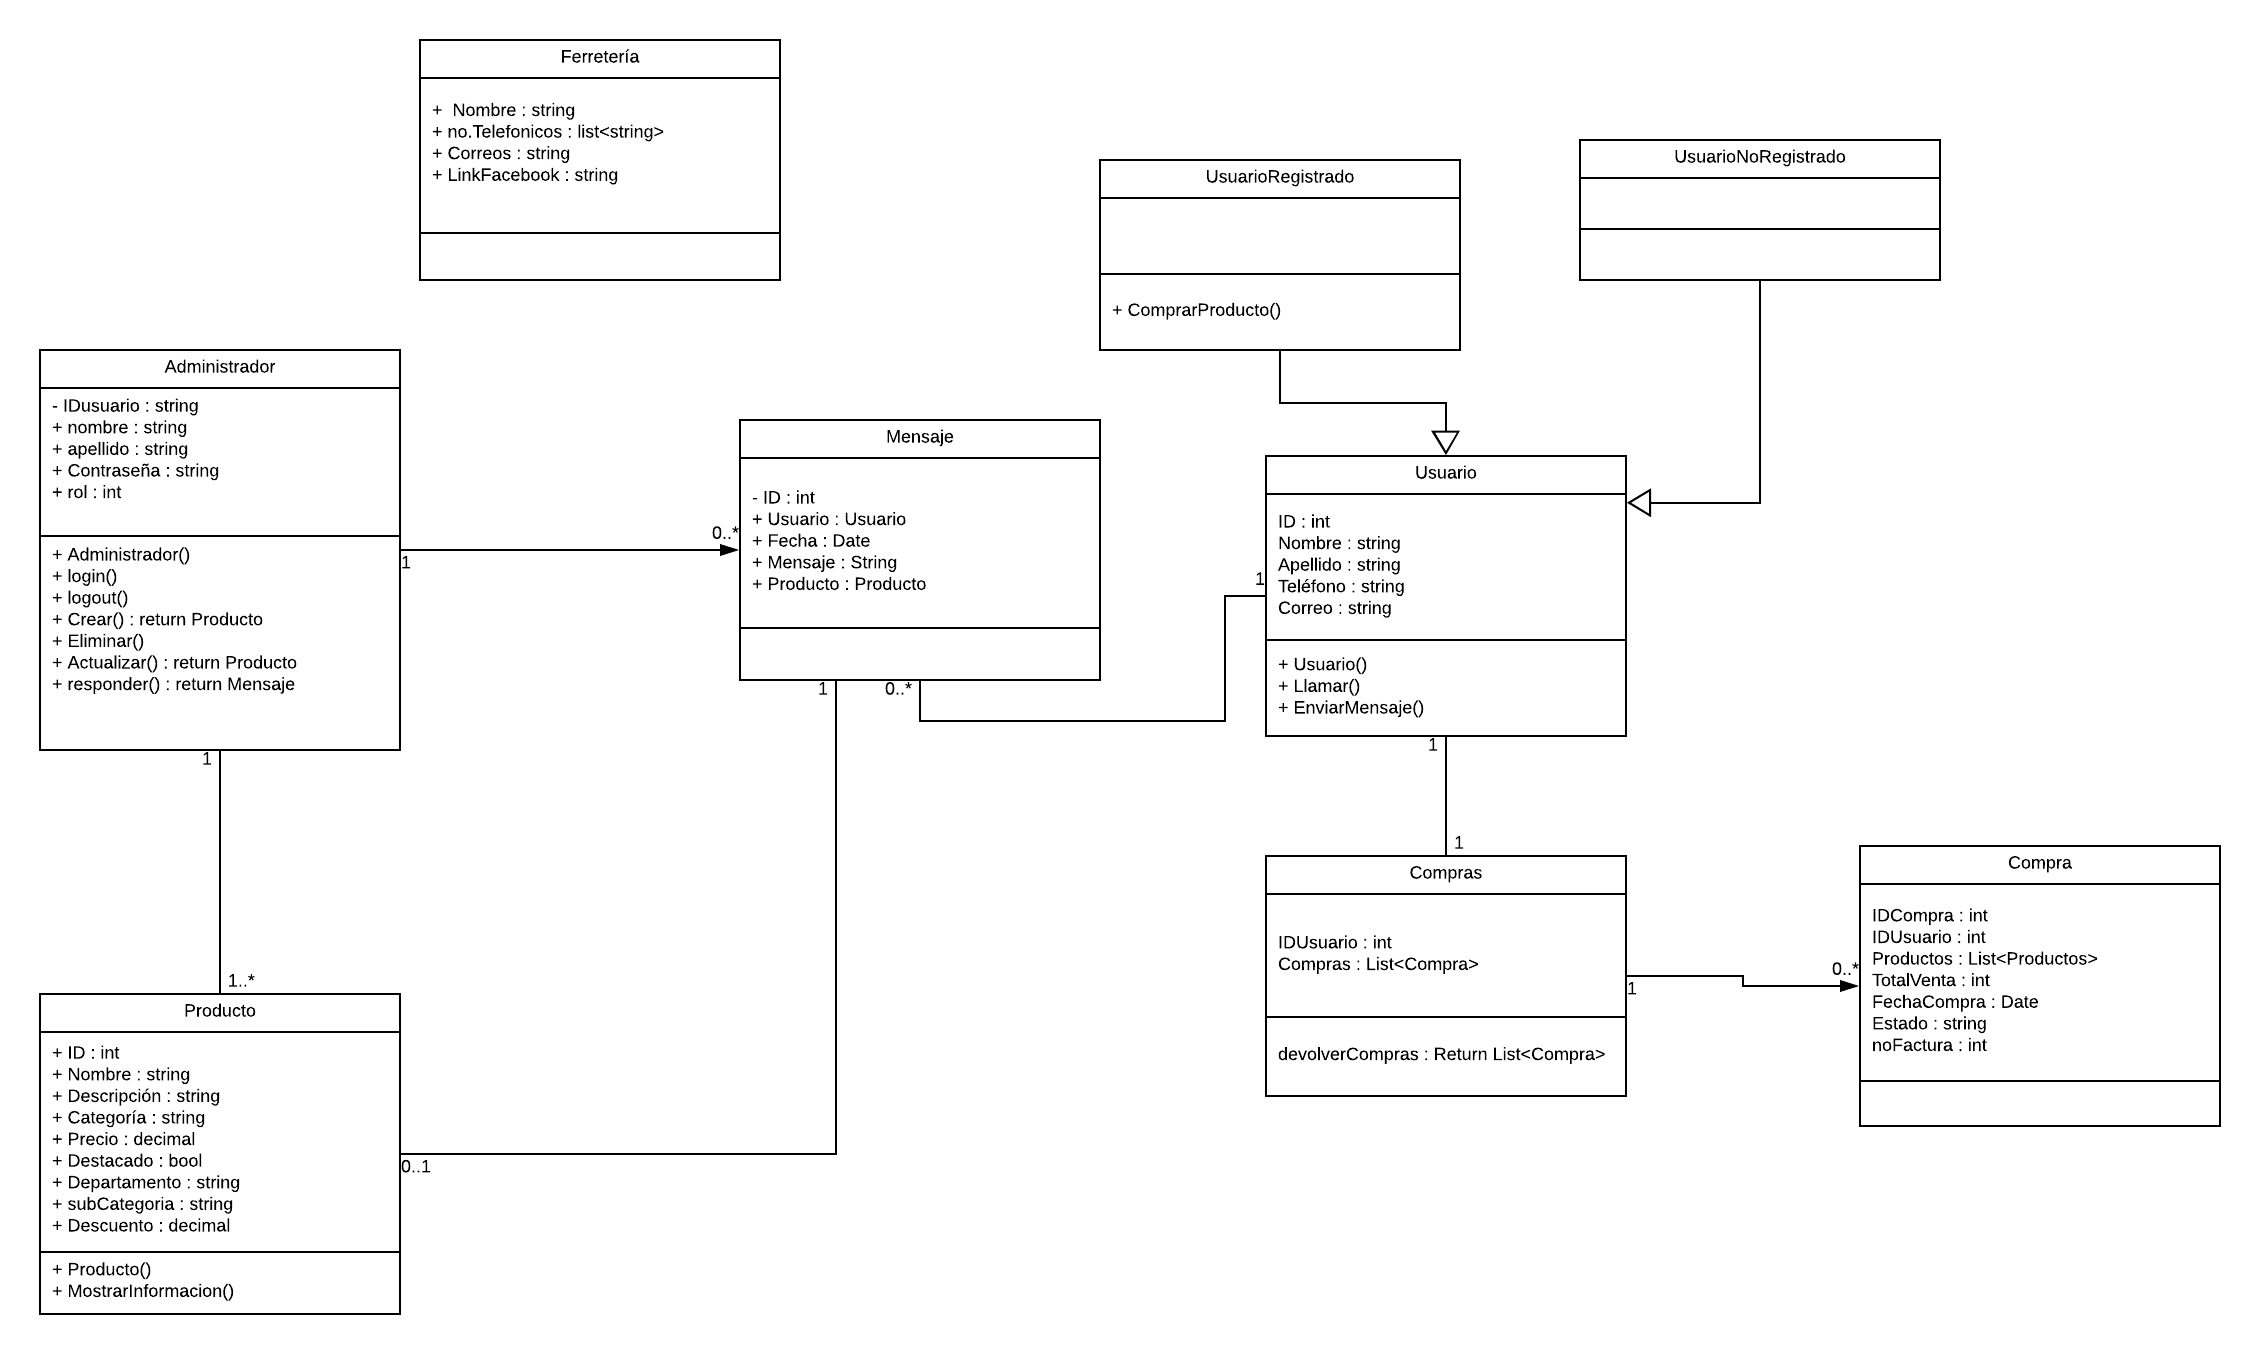 Ferretería
+  Nombre : string
+ no.Telefonicos : list<string>
+ Correos : string
+ LinkFacebook : string
UsuarioRegistrado
+ ComprarProducto()
UsuarioNoRegistrado
Administrador
- IDusuario : string
+ nombre : string
+ apellido : string
+ Contraseña : string
+ rol : int
+ Administrador()
+ login()
+ logout()
+ Crear() : return Producto
+ Eliminar()
+ Actualizar() : return Producto
+ responder() : return Mensaje
1
0..*
Mensaje
- ID : int
+ Usuario : Usuario
+ Fecha : Date
+ Mensaje : String
+ Producto : Producto
1
0..*
1
Usuario
ID : int
Nombre : string
Apellido : string
Teléfono : string
Correo : string
+ Usuario()
+ Llamar()
+ EnviarMensaje()
1
1
1
1..*
Producto
+ ID : int
+ Nombre : string
+ Descripción : string
+ Categoría : string
+ Precio : decimal
+ Destacado : bool
+ Departamento : string
+ subCategoria : string
+ Descuento : decimal
+ Producto()
+ MostrarInformacion()
0..1
Compras
IDUsuario : int
Compras : List<Compra>
devolverCompras : Return List<Compra>
1
0..*
Compra
IDCompra : int
IDUsuario : int
Productos : List<Productos>
TotalVenta : int
FechaCompra : Date
Estado : string
noFactura : int